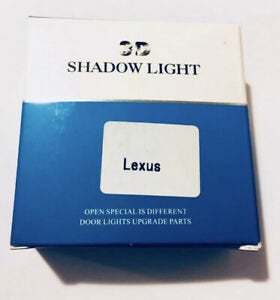 3D
SHADOW LIGHT
Lexus
OPEN SPECIAL IS DIFFERENT
DOOR LIGHTS UPGRADE PARTS